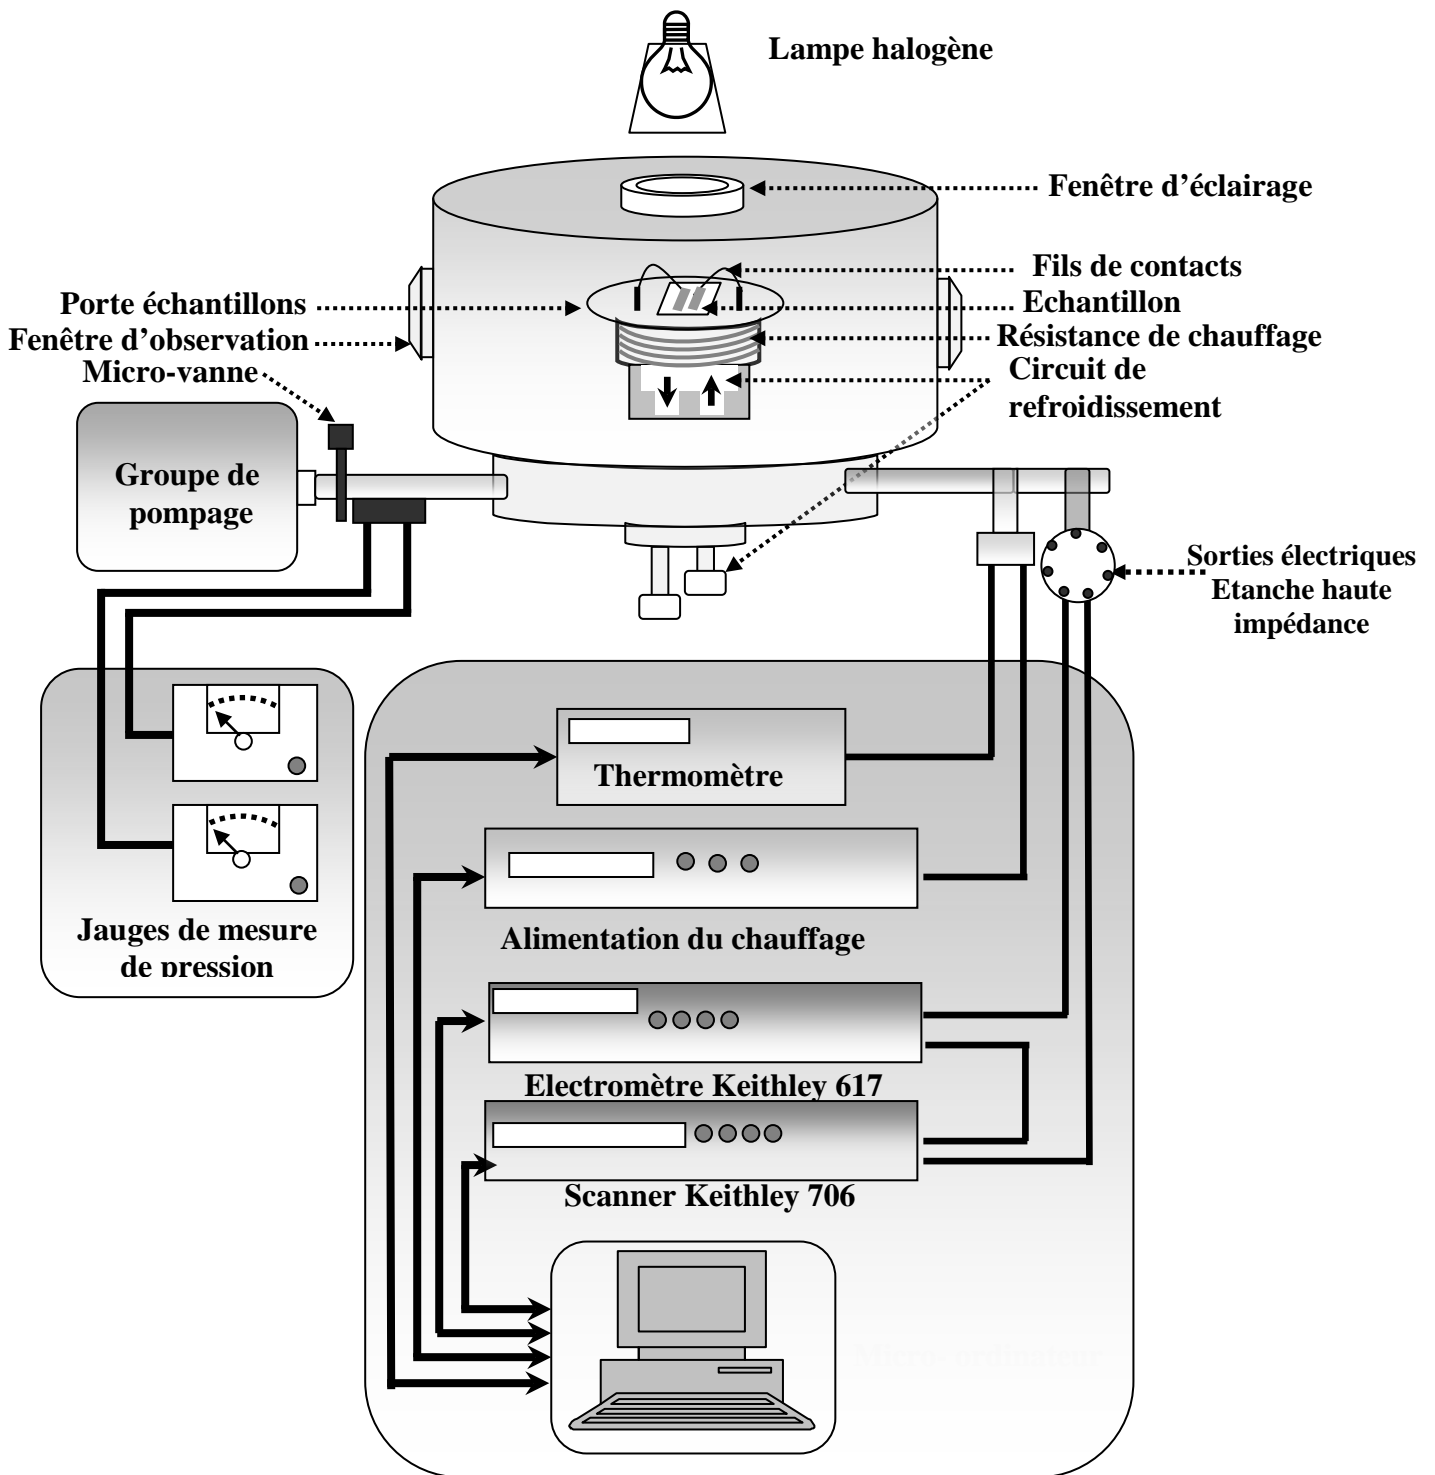 Lampe halogène
Fenêtre d'éclairage
Fils de contacts
Porte échantillons
Echantillon
Fenêtre d'observation
Résistance de chauffage
Micro-vanne
Circuit de
refroidissement
Groupe de
pompage
Sorties électriques
Etanche haute
impédance
Thermomètre
Jauges de mesure
de pression
Alimentation du chauffage
Electromètre Keithley 617
Scanner Keithley 706